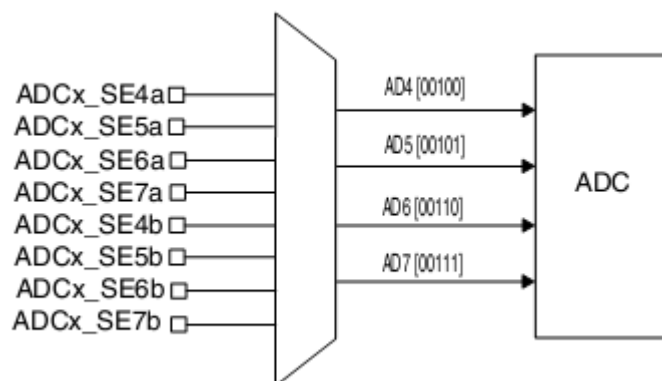 ADCx_SE4a
ADCx_SE5a
ADCx_SE6a
ADCx_SE7a
ADCx_SE4b
ADCx_SE5b
ADCx_SE6b
ADCx_SE7b
AD4 [00100]
AD5 [00101]
AD6 [00110]
AD7 [00111]
ADC